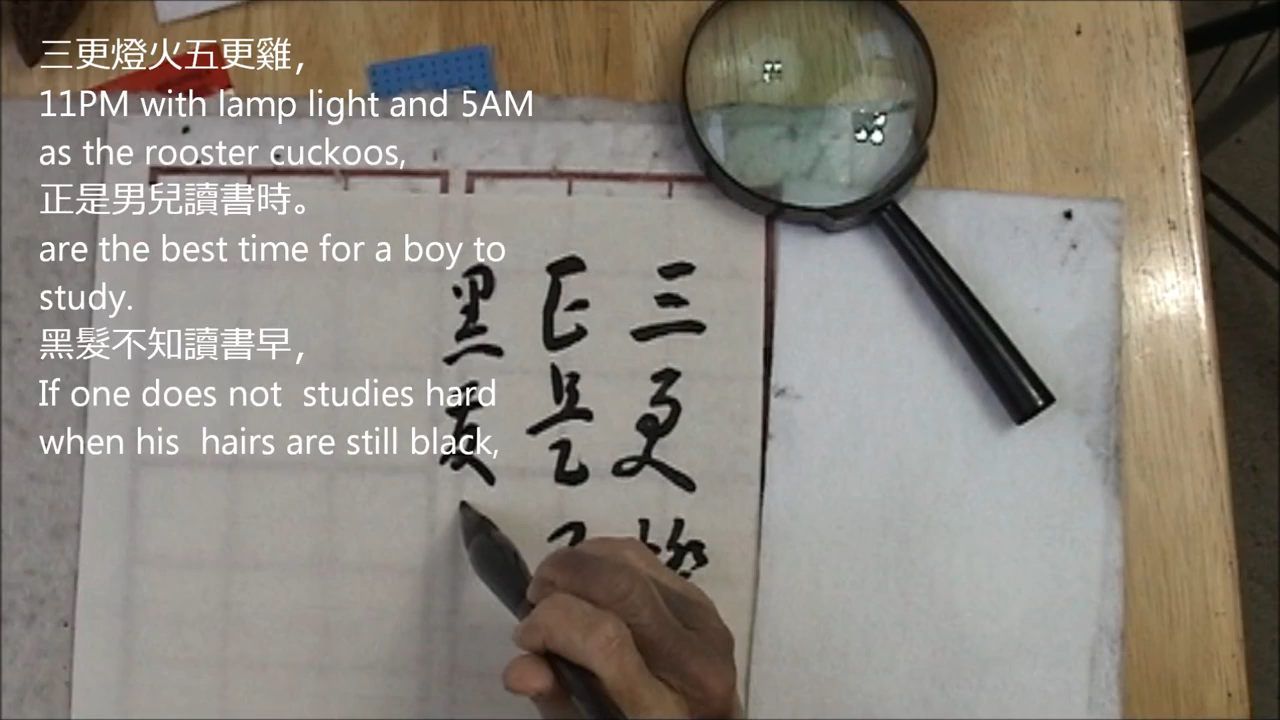 三更燈火五更雞，
11PM with lamp light and 5AM
as the rooster cuckoos,
正是男兒讀書時。
are the best time for a boy to
study.
黑髮不知讀書早，
If one does not  studies hard
when his  hairs are still black,
三更燈
正是
黑髮